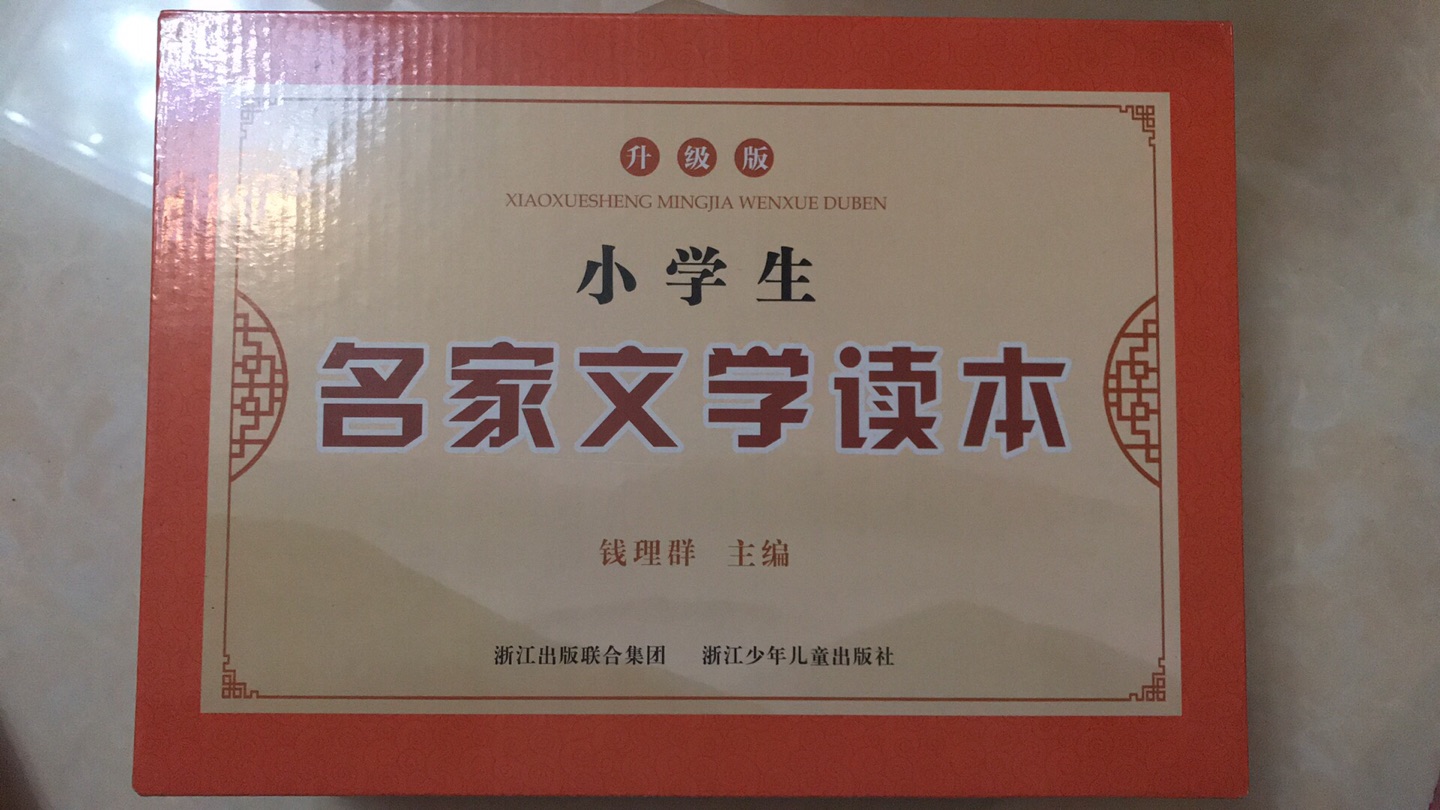 升级版
XIAOXUESHENG MINGJIA WENXUE DUBEN
小学生
名家文学读本
钱理群 主编
浙江出版联合集团 浙江少年儿童出版社